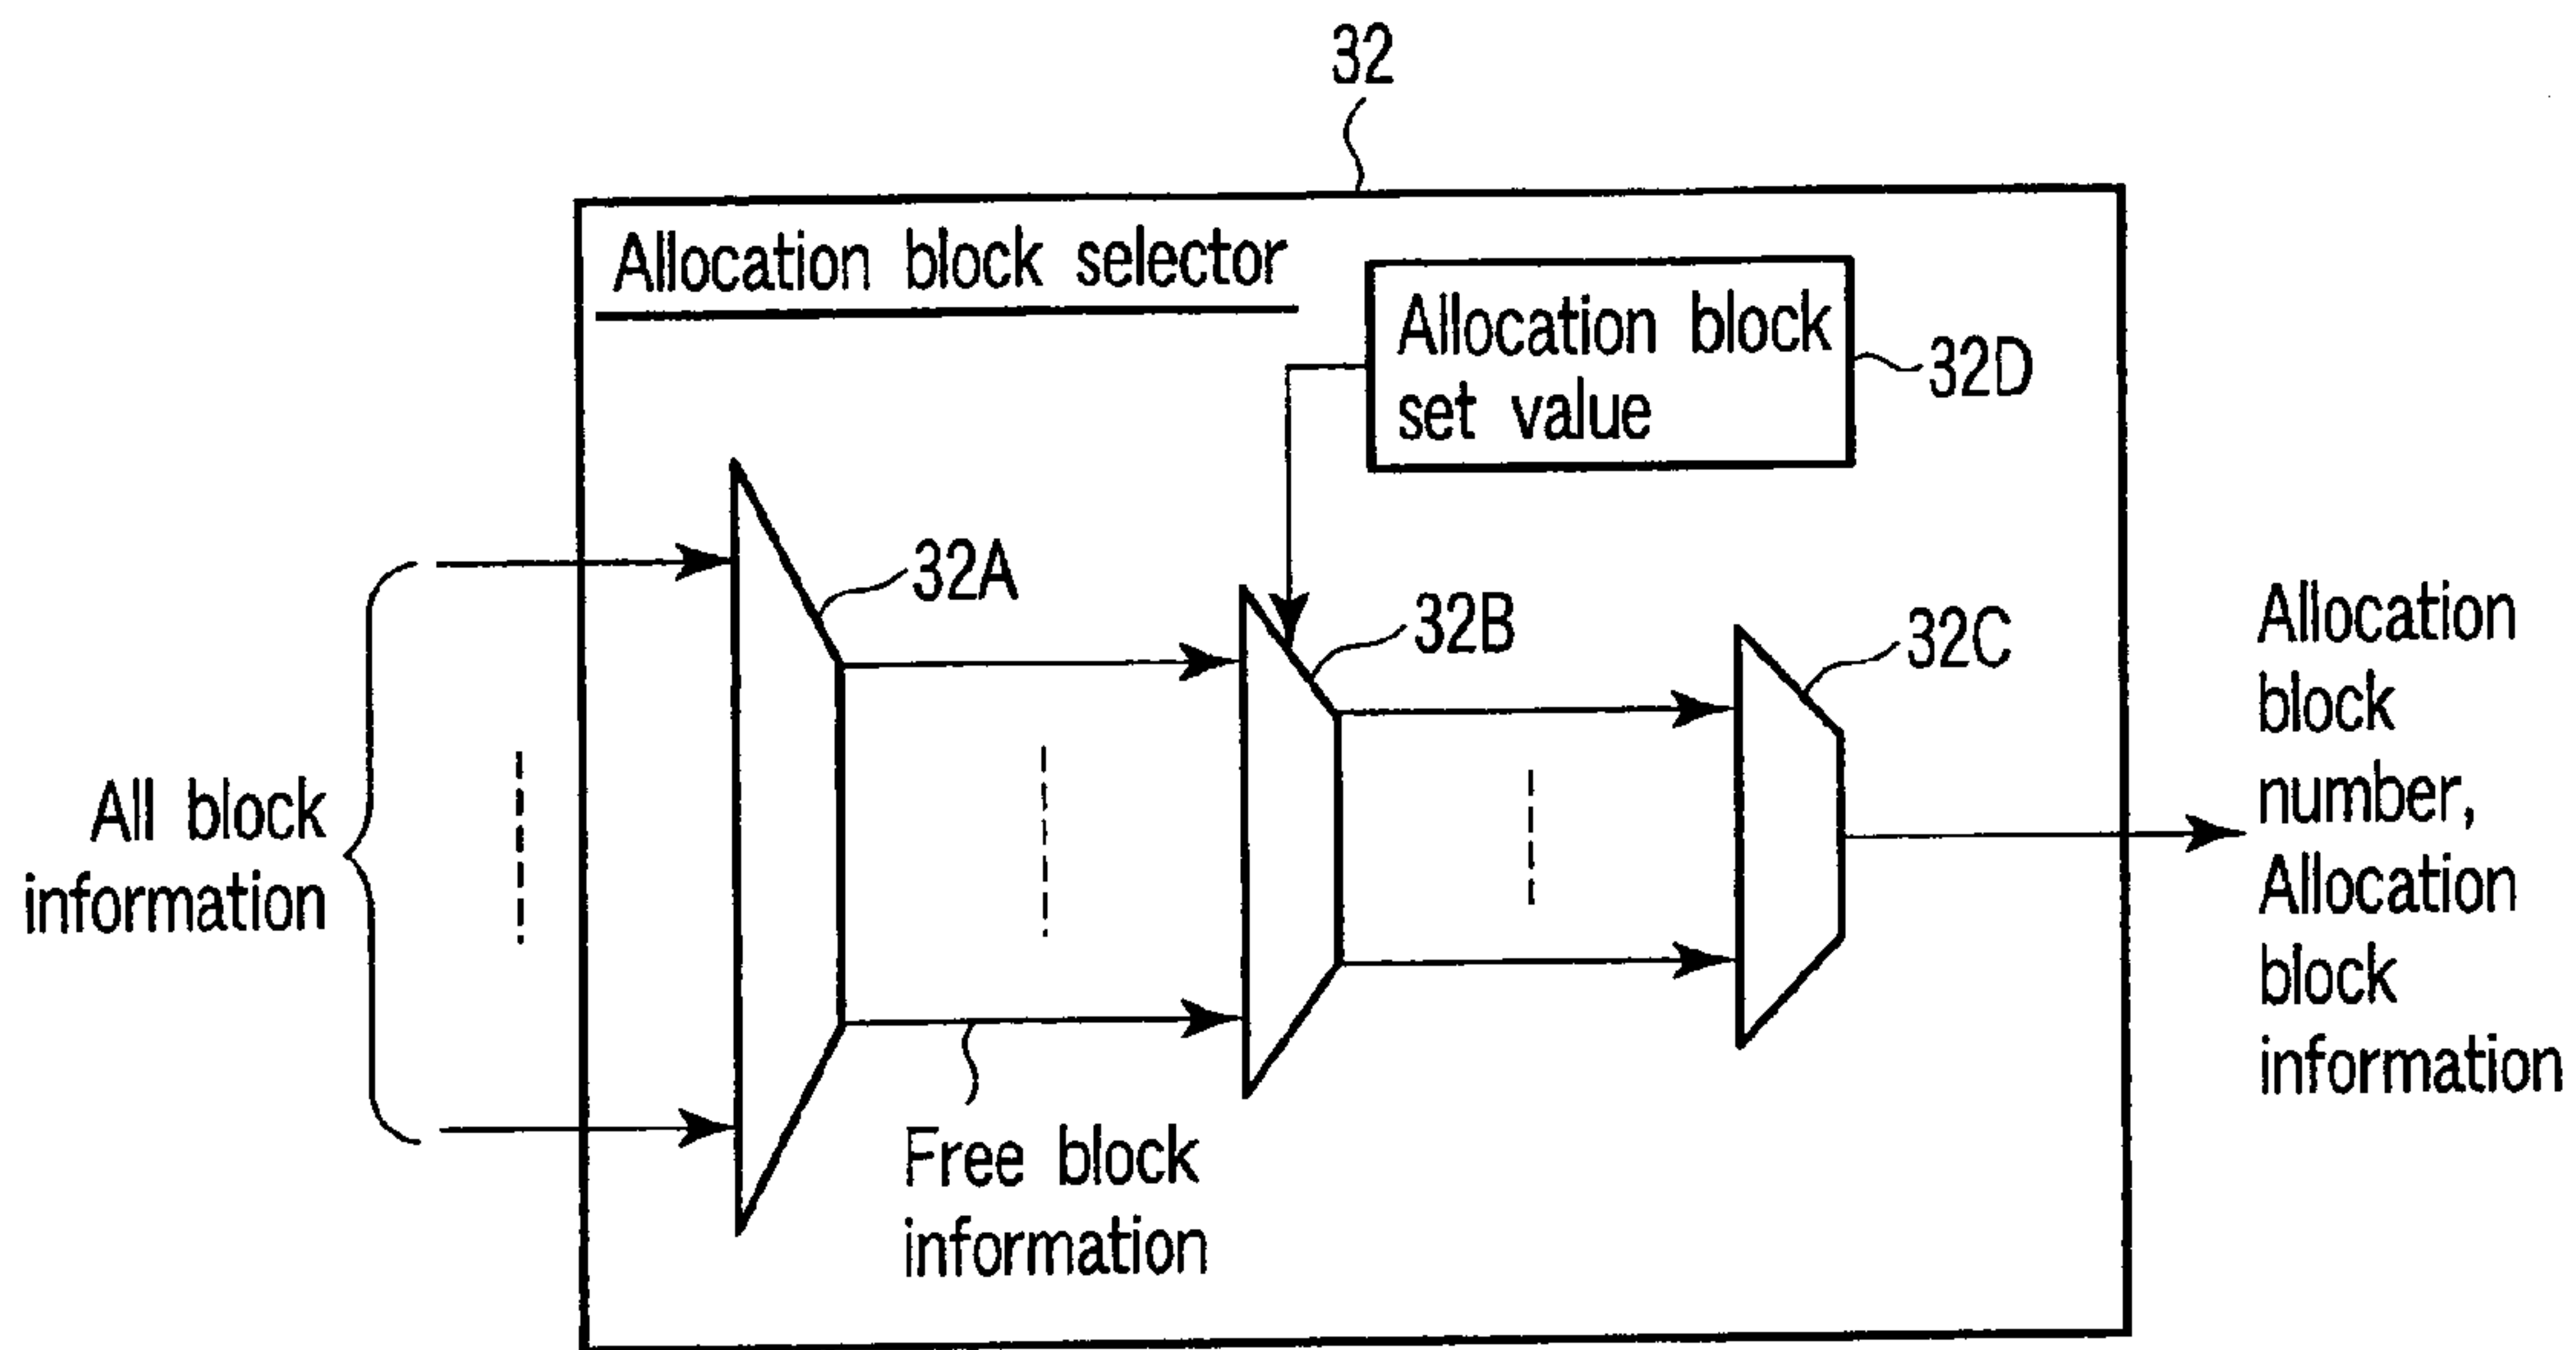 32
Allocation block selector
Allocation block
set value
32D
32A
32B
32C
All block
information
Free block
information
Allocation
block
number,
Allocation
block
information